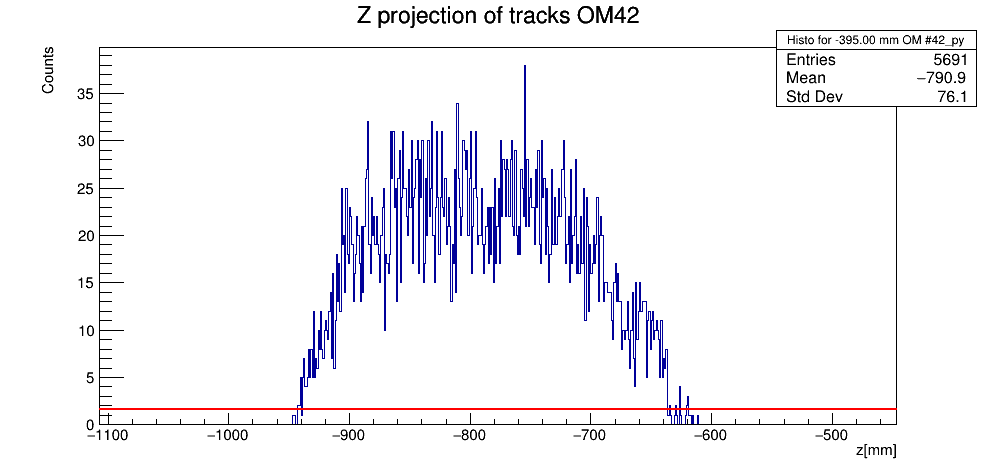 Z projection of tracks OM42
Histo for -395.00 mm OM #42_py
Entries 5691
Mean −790.9
Std Dev 76.1
Counts
35
30
25
20
15
10
5
0
−1100 −1000 −900 −800 −700 −600 −500
z[mm]